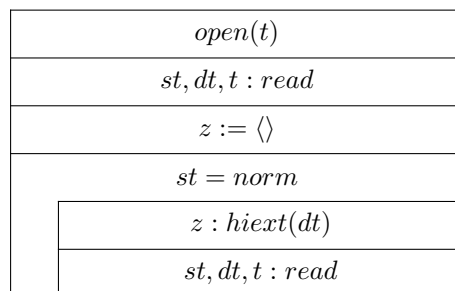 open(t)
st, dt, t : read
z := ⟨⟩
st = norm
z : hiext(dt)
st, dt, t : read